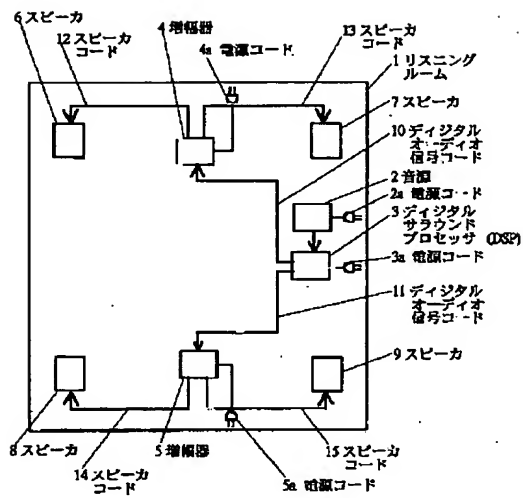 6 スピーカ
12 スピーカ
コード
4 増幅器
4a 電源コード
13 スピーカ
コード
1 リスニング
ルーム
7 スピーカ
10 ディジタル
オーディオ
信号コード
2 音源
2a 電源コード
3 ディジタル
サラウンド
プロセッサ (DSP)
3a 電源コード
11 ディジタル
オーディオ
信号コード
9 スピーカ
8 スピーカ
14 スピーカ
コード
5 増幅器
5a 電源コード
15 スピーカ
コード